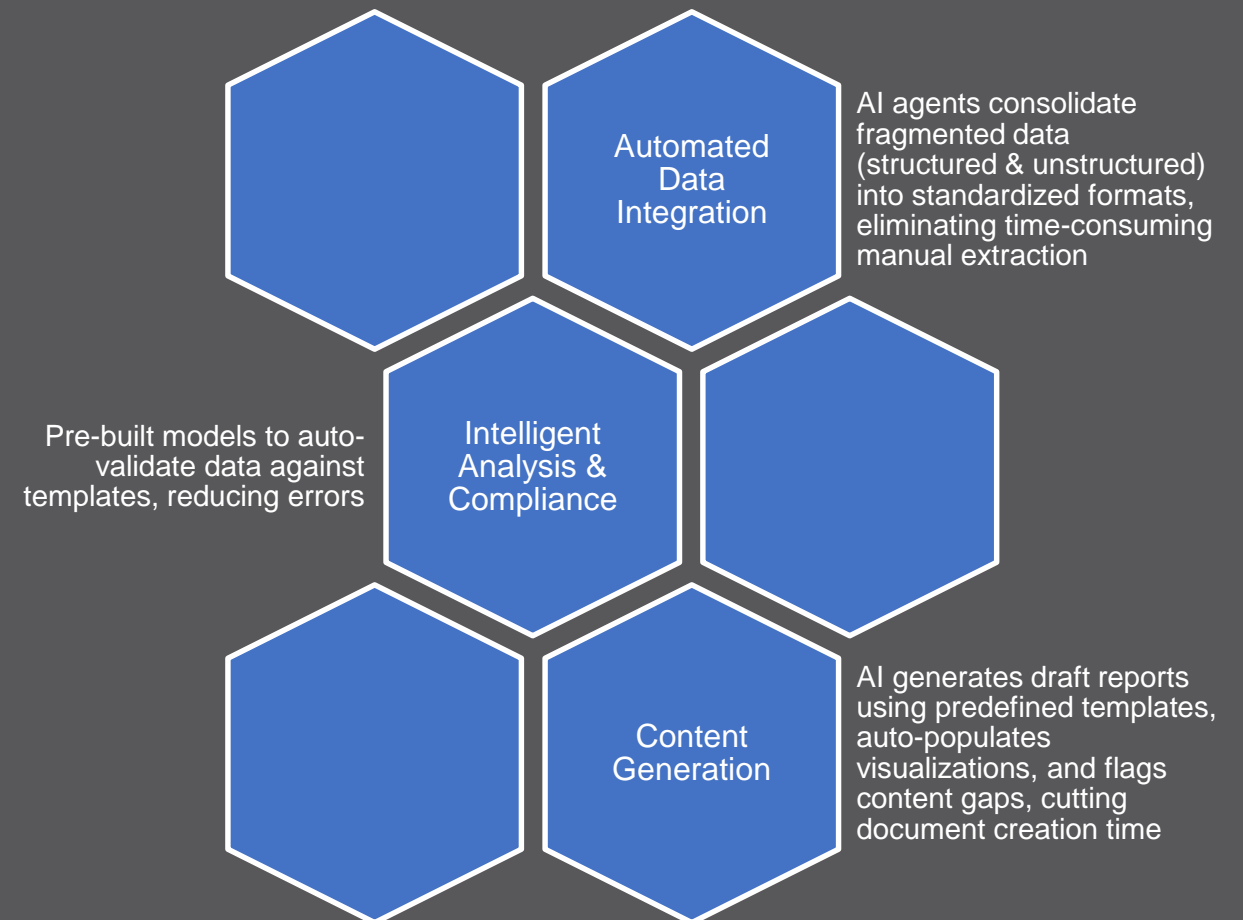 Automated
Data
Integration
AI agents consolidate
fragmented data
(structured & unstructured)
into standardized formats,
eliminating time-consuming
manual extraction
Pre-built models to auto-
validate data against
templates, reducing errors
Intelligent
Analysis &
Compliance
Content
Generation
AI generates draft reports
using predefined templates,
auto-populates
visualizations, and flags
content gaps, cutting
document creation time